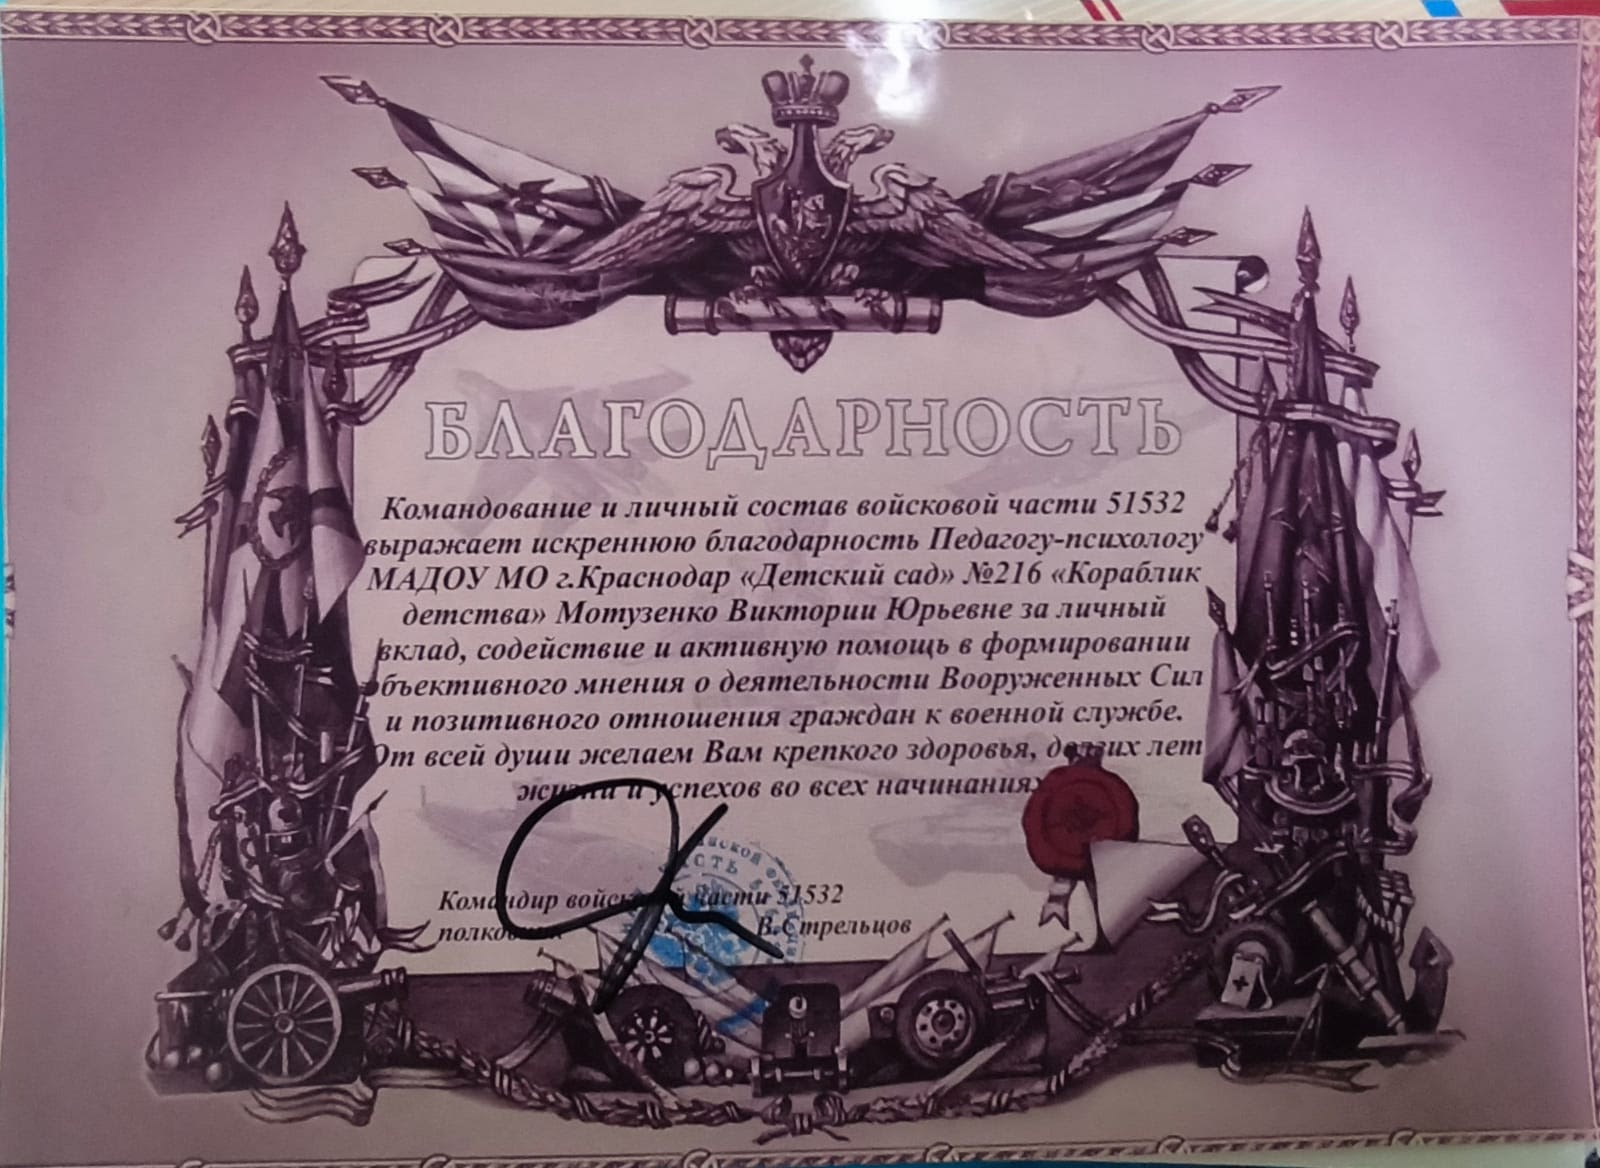 БЛАГОДАРНОСТЬ
Командование и личный состав войсковой части 51532
выражает искреннюю благодарность Педагогу-психологу
МАДОУ МО г.Краснодар «Детский сад» №216 «Кораблик
детства» Мотузенко Виктории Юрьевне за личный
вклад, содействие и активную помощь в формировании
объективного мнения о деятельности Вооруженных Сил
и позитивного отношения граждан к военной службе.
От всей души желаем Вам крепкого здоровья, долгих лет
жизни и успехов во всех начинаниях
Командир войсковой части 51532
полковник В.Стрельцов